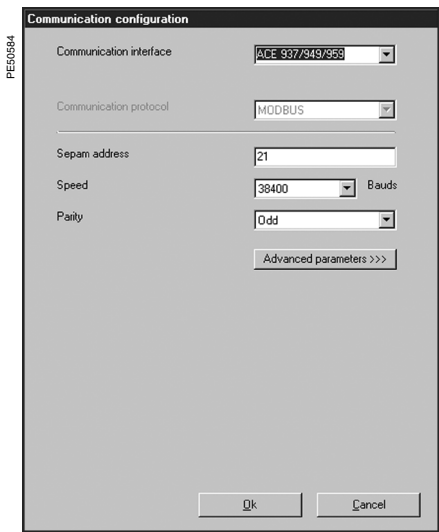 Communication configuration
PE50584
Communication interface ACE 937/949/959
Communication protocol MODBUS
Sepam address 21
Speed 38400 Bauds
Parity Odd
Advanced parameters >>>
Ok Cancel